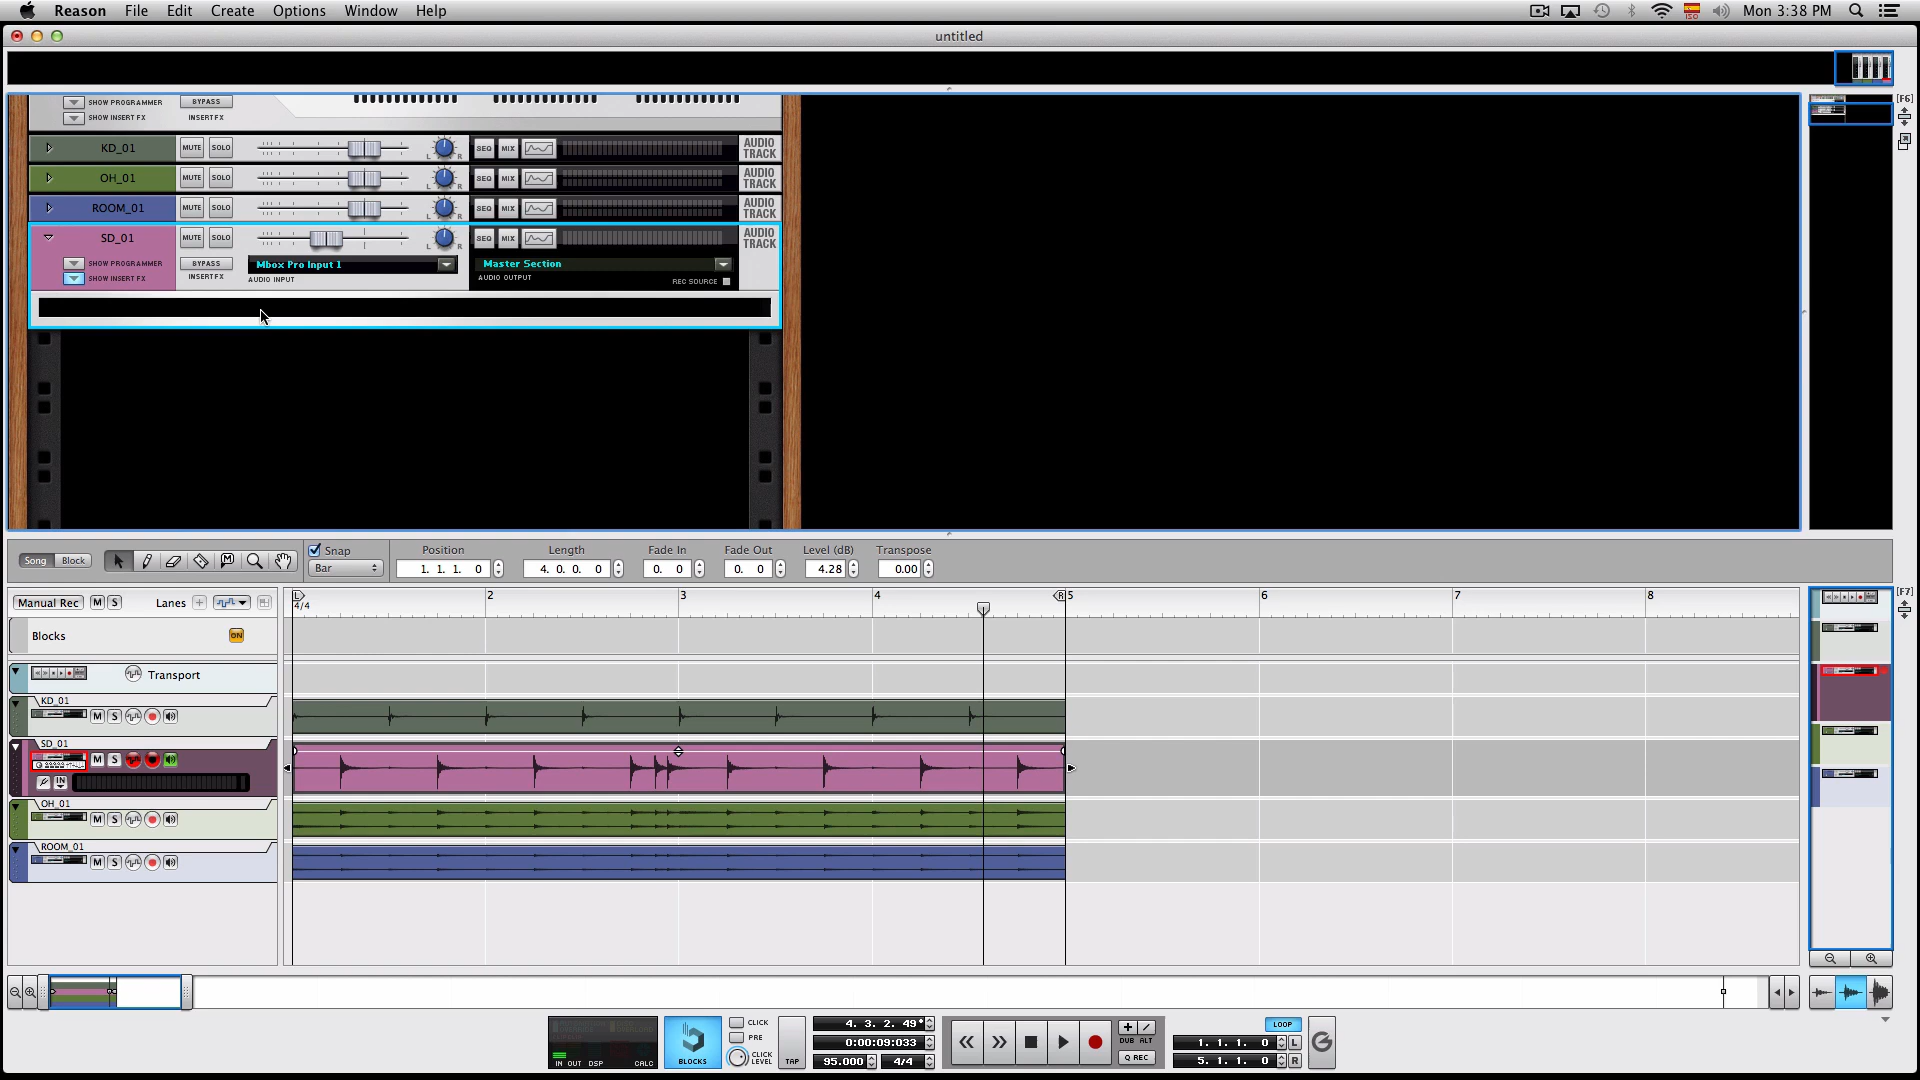 Reason File Edit Create Options Window Help
ISO Mon 3:38 PM
untitled
SHOW PROGRAMMER BYPASS
SHOW INSERT FX INSERT FX
[F6]
KD_01 MUTE SOLO L R SEQ MIX AUDIO TRACK
OH_01 MUTE SOLO L R SEQ MIX AUDIO TRACK
ROOM_01 MUTE SOLO L R SEQ MIX AUDIO TRACK
SD_01 MUTE SOLO L R SEQ MIX AUDIO TRACK
SHOW PROGRAMMER BYPASS Mbox Pro Input 1 Master Section
SHOW INSERT FX INSERT FX AUDIO INPUT AUDIO OUTPUT REC SOURCE
Song Block Snap Position Length Fade In Fade Out Level (dB) Transpose
Bar 1. 1. 1. 0 4. 0. 0. 0 0. 0 0. 0 4.28 0.00
[F7]
Manual Rec M S Lanes L 2 3 4 R 5 6 7 8
4/4
Blocks ON
Transport
KD_01
M S
SD_01
M S
IN
OH_01
M S
ROOM_01
M S
CLICK 4. 3. 2. 49* LOOP
PRE 0:00:09:033 DUB ALT 1. 1. 1. 0 L
IN OUT DSP CALC BLOCKS CLICK LEVEL TAP 95.000 4/4 Q REC 5. 1. 1. 0 R